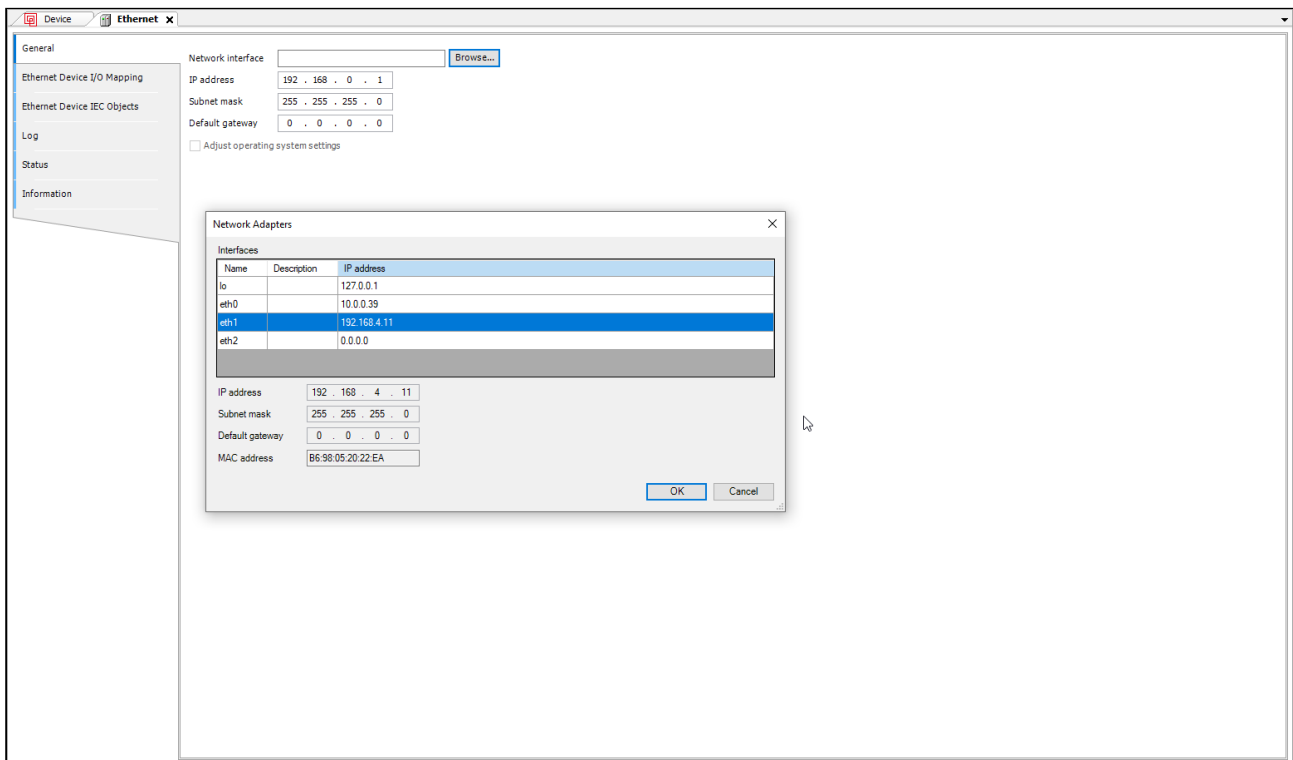 Device Ethernet x
General
Network interface Browse...
Ethernet Device I/O Mapping
IP address 192 . 168 . 0 . 1
Ethernet Device IEC Objects
Subnet mask 255 . 255 . 255 . 0
Default gateway 0 . 0 . 0 . 0
Log
Adjust operating system settings
Status
Information
Network Adapters
Interfaces
Name Description IP address
lo 127.0.0.1
eth0 10.0.0.39
eth1 192.168.4.11
eth2 0.0.0.0
IP address 192 . 168 . 4 . 11
Subnet mask 255 . 255 . 255 . 0
Default gateway 0 . 0 . 0 . 0
MAC address B6:98:05:20:22:EA
OK Cancel